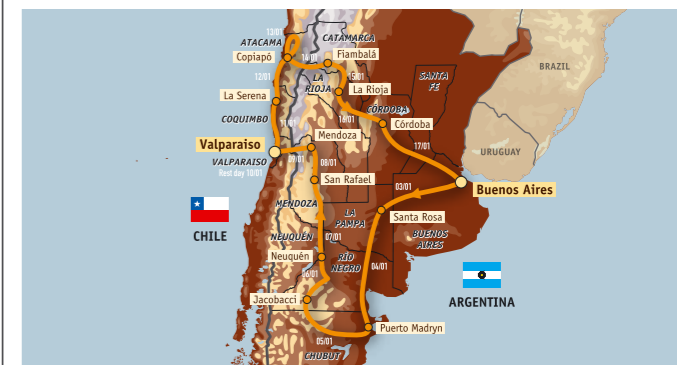 13/01
ATACAMA
CATAMARCA
Copiapó
14/01
Fiambalá
BRAZIL
12/01
LA
RIOJA
15/01
SANTA
FE
La Serena
La Rioja
COQUIMBO
11/01
16/01
CÓRDOBA
Córdoba
Valparaiso
Mendoza
17/01
URUGUAY
VALPARAISO
Rest day 10/01
09/01
08/01
San Rafael
03/01
Buenos Aires
MENDOZA
LA
PAMPA
Santa Rosa
CHILE
NEUQUÉN
07/01
BUENOS
AIRES
Neuquén
RÍO
NEGRO
04/01
06/01
Jacobacci
ARGENTINA
Puerto Madryn
05/01
CHUBUT